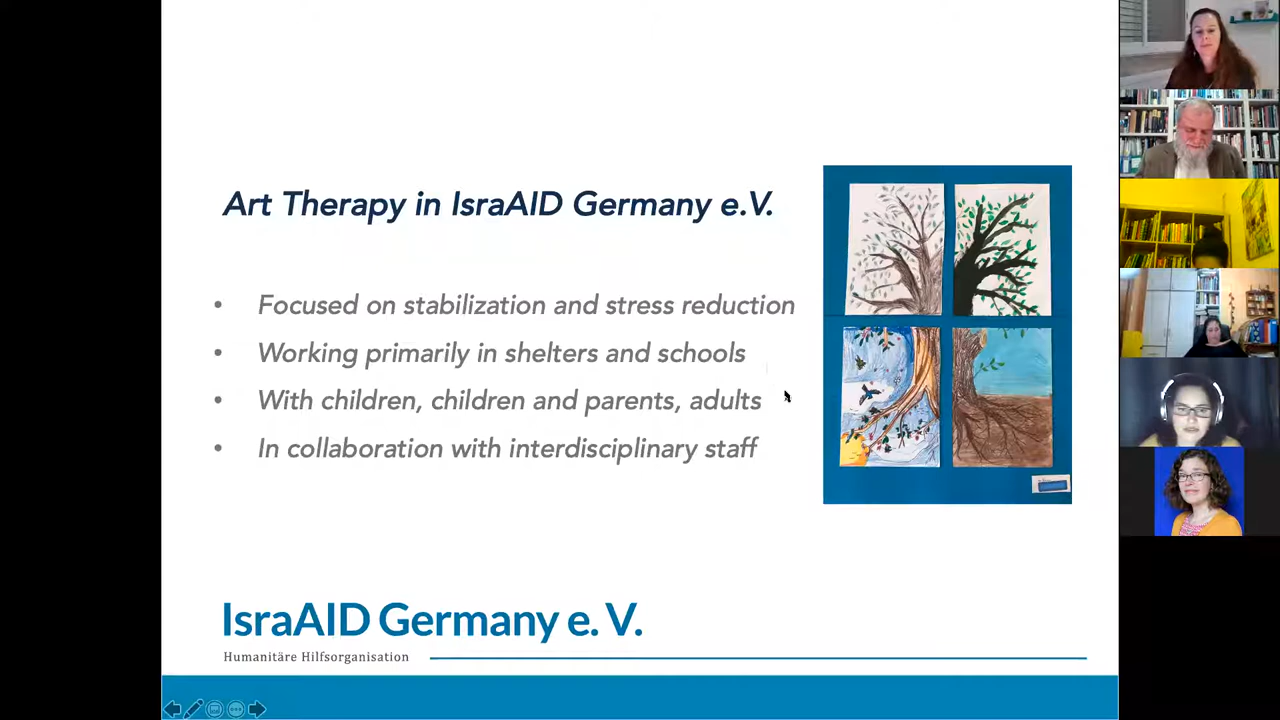 Art Therapy in IsraAID Germany e.V.
• Focused on stabilization and stress reduction
• Working primarily in shelters and schools
• With children, children and parents, adults
• In collaboration with interdisciplinary staff
IsraAID Germany e. V.
Humanitäre Hilfsorganisation